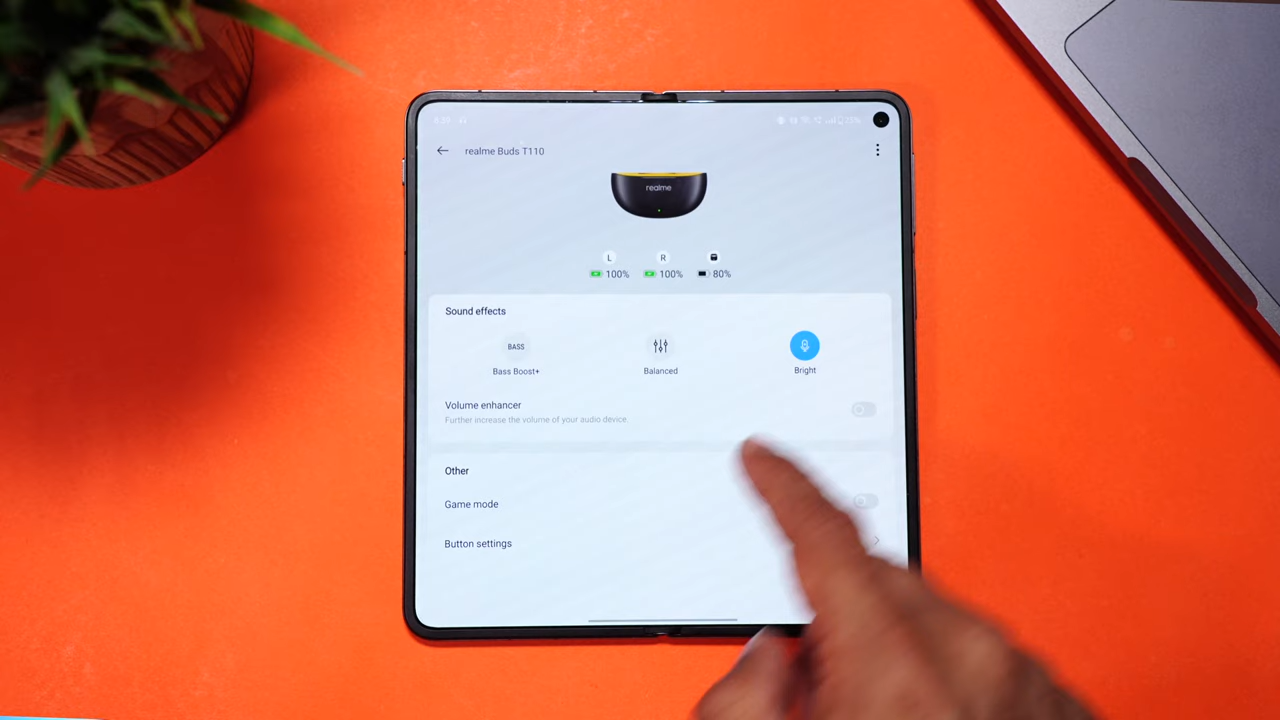 realme Buds T110
realme
L R
100% 100% 80%
Sound effects
BASS
Bass Boost+ Balanced Bright
Volume enhancer
Further increase the volume of your audio device.
Other
Game mode
Button settings